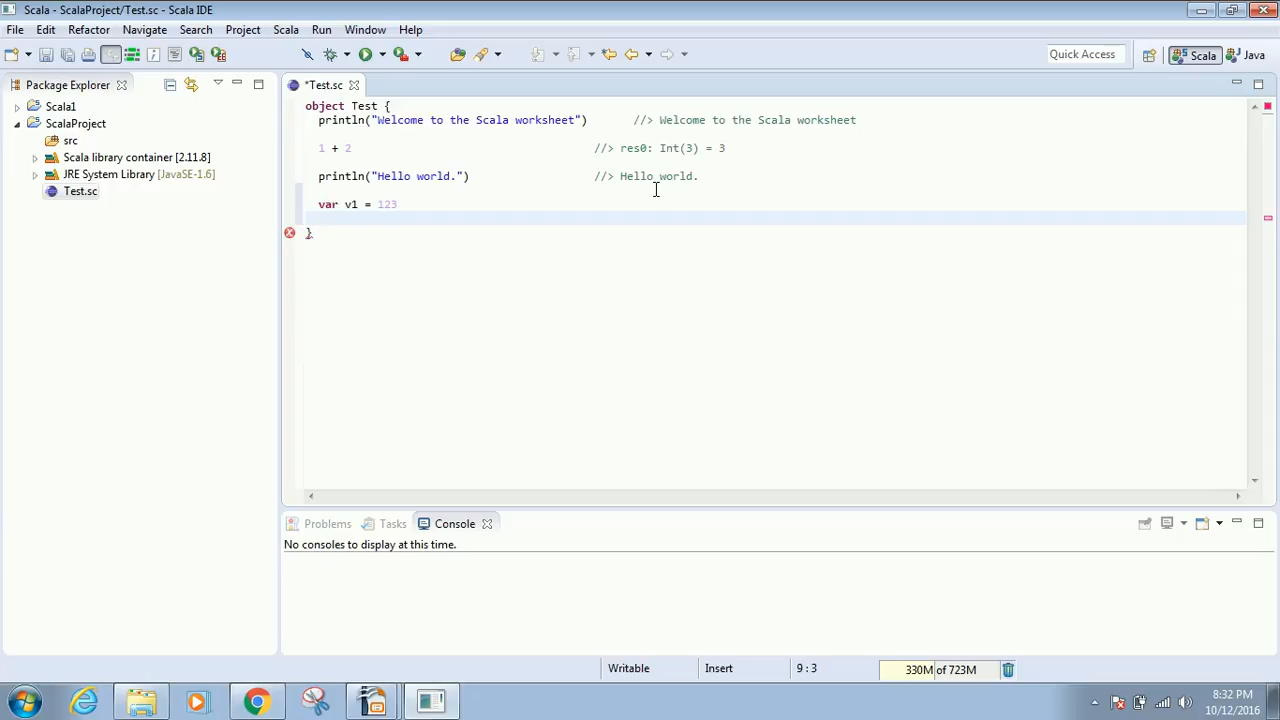 Scala - ScalaProject/Test.sc - Scala IDE
File Edit Refactor Navigate Search Project Scala Run Window Help
Quick Access Scala Java
Package Explorer
Scala1
ScalaProject
src
Scala library container [2.11.8]
JRE System Library [JavaSE-1.6]
Test.sc
*Test.sc
object Test {
println("Welcome to the Scala worksheet") //> Welcome to the Scala worksheet
1 + 2 //> res0: Int(3) = 3
println("Hello world.") //> Hello world.
var v1 = 123
}
Problems Tasks Console
No consoles to display at this time.
Writable Insert 9 : 3 330M of 723M
8:32 PM
10/12/2016